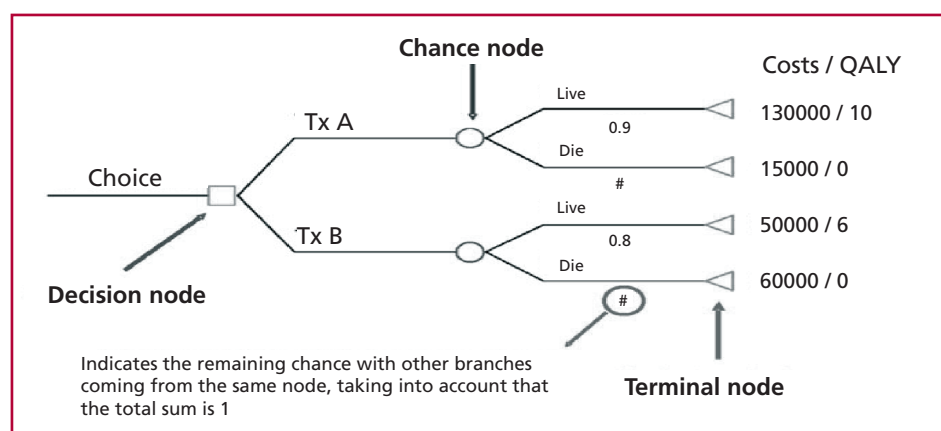 Chance node
Costs / QALY
Live
130000 / 10
Tx A
0.9
Die
15000 / 0
#
Choice
Live
50000 / 6
Tx B
0.8
Die
60000 / 0
#
Decision node
Indicates the remaining chance with other branches
coming from the same node, taking into account that
the total sum is 1
Terminal node